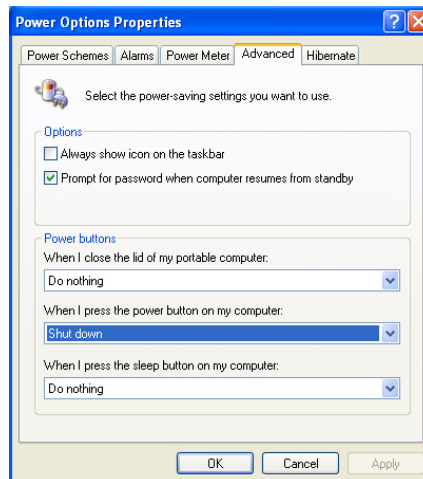 Power Options Properties
Power Schemes Alarms Power Meter Advanced Hibernate
Select the power-saving settings you want to use.
Options
Always show icon on the taskbar
Prompt for password when computer resumes from standby
Power buttons
When I close the lid of my portable computer:
Do nothing
When I press the power button on my computer:
Shut down
When I press the sleep button on my computer:
Do nothing
OK Cancel Apply